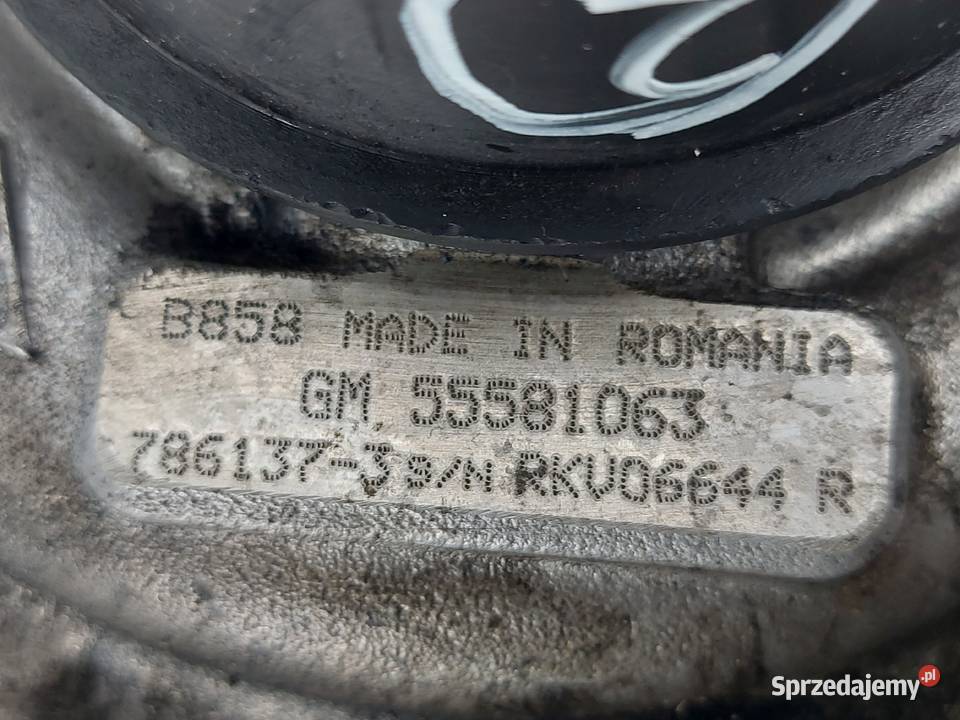 B858 MADE IN ROMANIA
GM 55581063
786137-3 S/N RKV06644 R
Sprzedajemy.pl